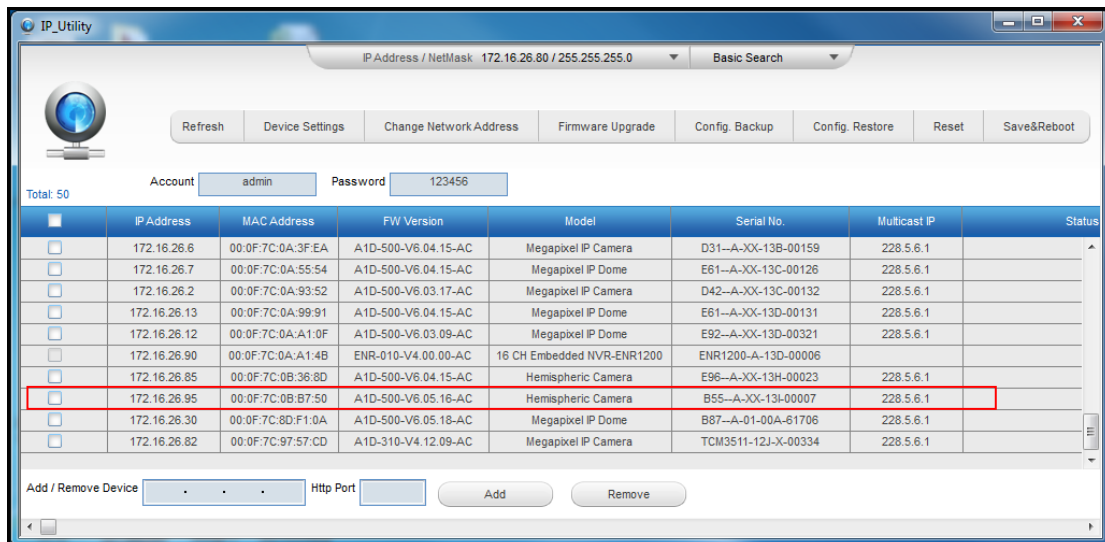 IP_Utility
IP Address / NetMask 172.16.26.80 / 255.255.255.0 Basic Search
Refresh Device Settings Change Network Address Firmware Upgrade Config. Backup Config. Restore Reset Save&Reboot
Account admin Password 123456
Total: 50
IP Address MAC Address FW Version Model Serial No. Multicast IP Status
172.16.26.6 00:0F:7C:0A:3F:EA A1D-500-V6.04.15-AC Megapixel IP Camera D31--A-XX-13B-00159 228.5.6.1
172.16.26.7 00:0F:7C:0A:55:54 A1D-500-V6.04.15-AC Megapixel IP Dome E61--A-XX-13C-00126 228.5.6.1
172.16.26.2 00:0F:7C:0A:93:52 A1D-500-V6.03.17-AC Megapixel IP Camera D42--A-XX-13C-00132 228.5.6.1
172.16.26.13 00:0F:7C:0A:99:91 A1D-500-V6.04.15-AC Megapixel IP Dome E61--A-XX-13D-00131 228.5.6.1
172.16.26.12 00:0F:7C:0A:A1:0F A1D-500-V6.03.09-AC Megapixel IP Dome E92--A-XX-13D-00321 228.5.6.1
172.16.26.90 00:0F:7C:0A:A1:4B ENR-010-V4.00.00-AC 16 CH Embedded NVR-ENR1200 ENR1200-A-13D-00006
172.16.26.85 00:0F:7C:0B:36:8D A1D-500-V6.04.15-AC Hemispheric Camera E96--A-XX-13H-00023 228.5.6.1
172.16.26.95 00:0F:7C:0B:B7:50 A1D-500-V6.05.16-AC Hemispheric Camera B55--A-XX-13I-00007 228.5.6.1
172.16.26.30 00:0F:7C:8D:F1:0A A1D-500-V6.05.18-AC Megapixel IP Dome B87--A-01-00A-61706 228.5.6.1
172.16.26.82 00:0F:7C:97:57:CD A1D-310-V4.12.09-AC Megapixel IP Camera TCM3511-12J-X-00334 228.5.6.1
Add / Remove Device . . . Http Port Add Remove